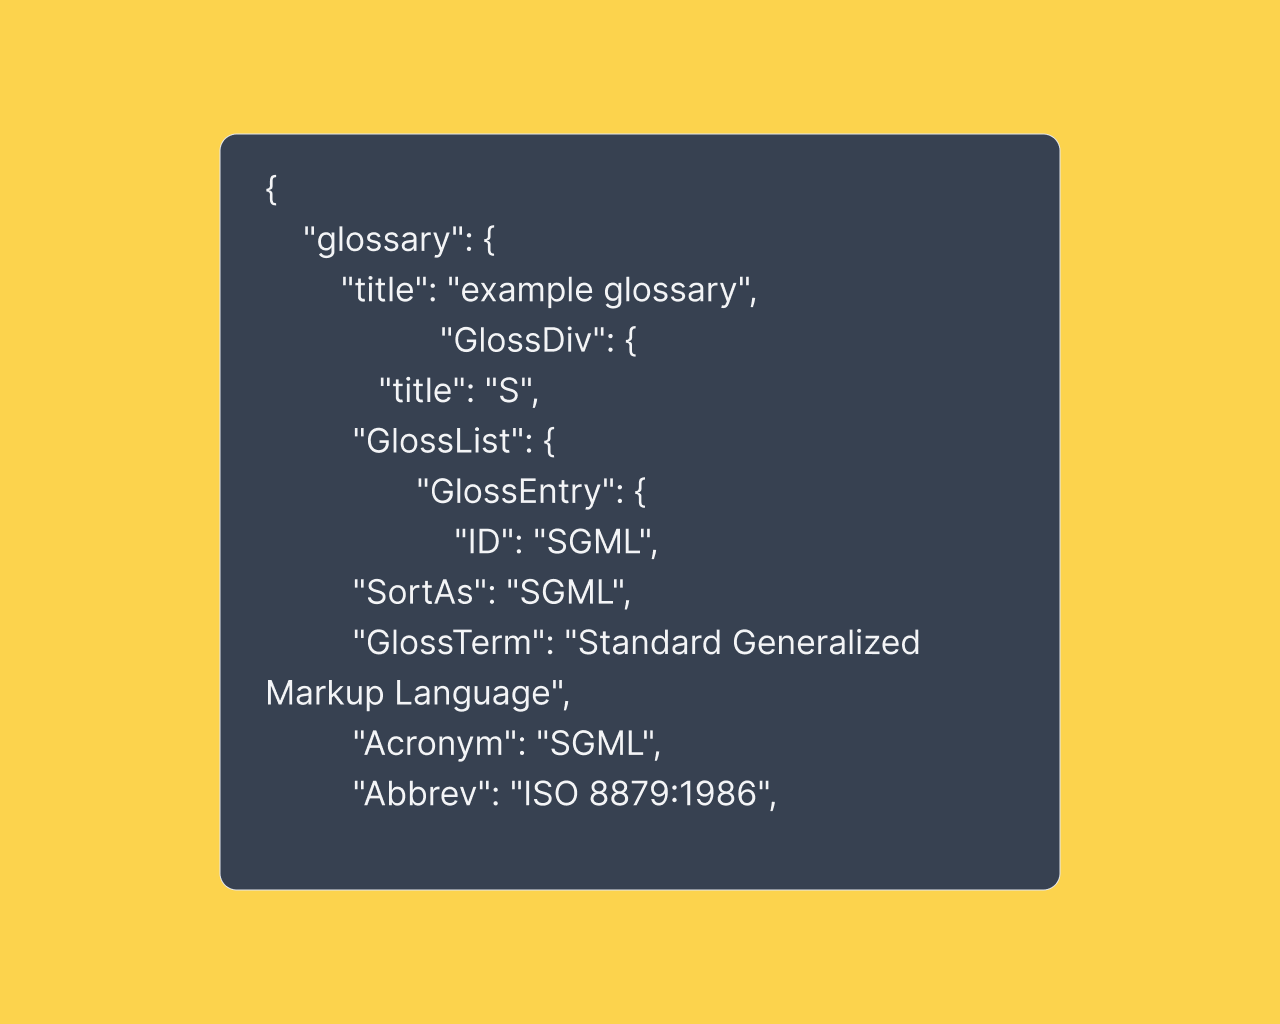 {
"glossary": {
"title": "example glossary",
"GlossDiv": {
"title": "S",
"GlossList": {
"GlossEntry": {
"ID": "SGML",
"SortAs": "SGML",
"GlossTerm": "Standard Generalized
Markup Language",
"Acronym": "SGML",
"Abbrev": "ISO 8879:1986",